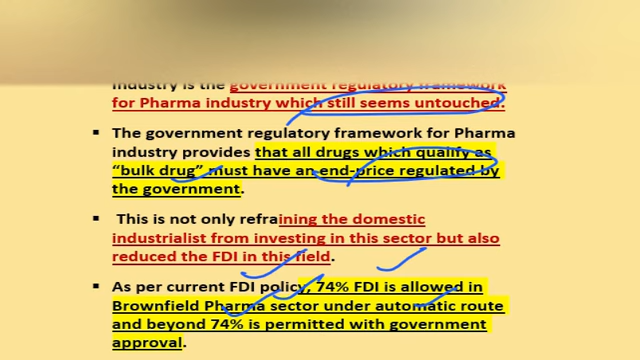 industry is the government regulatory framework
for Pharma industry which still seems untouched.
▪ The government regulatory framework for Pharma
industry provides that all drugs which qualify as
"bulk drug" must have an end-price regulated by
the government.
▪ This is not only refraining the domestic
industrialist from investing in this sector but also
reduced the FDI in this field.
▪ As per current FDI policy, 74% FDI is allowed in
Brownfield Pharma sector under automatic route
and beyond 74% is permitted with government
approval.